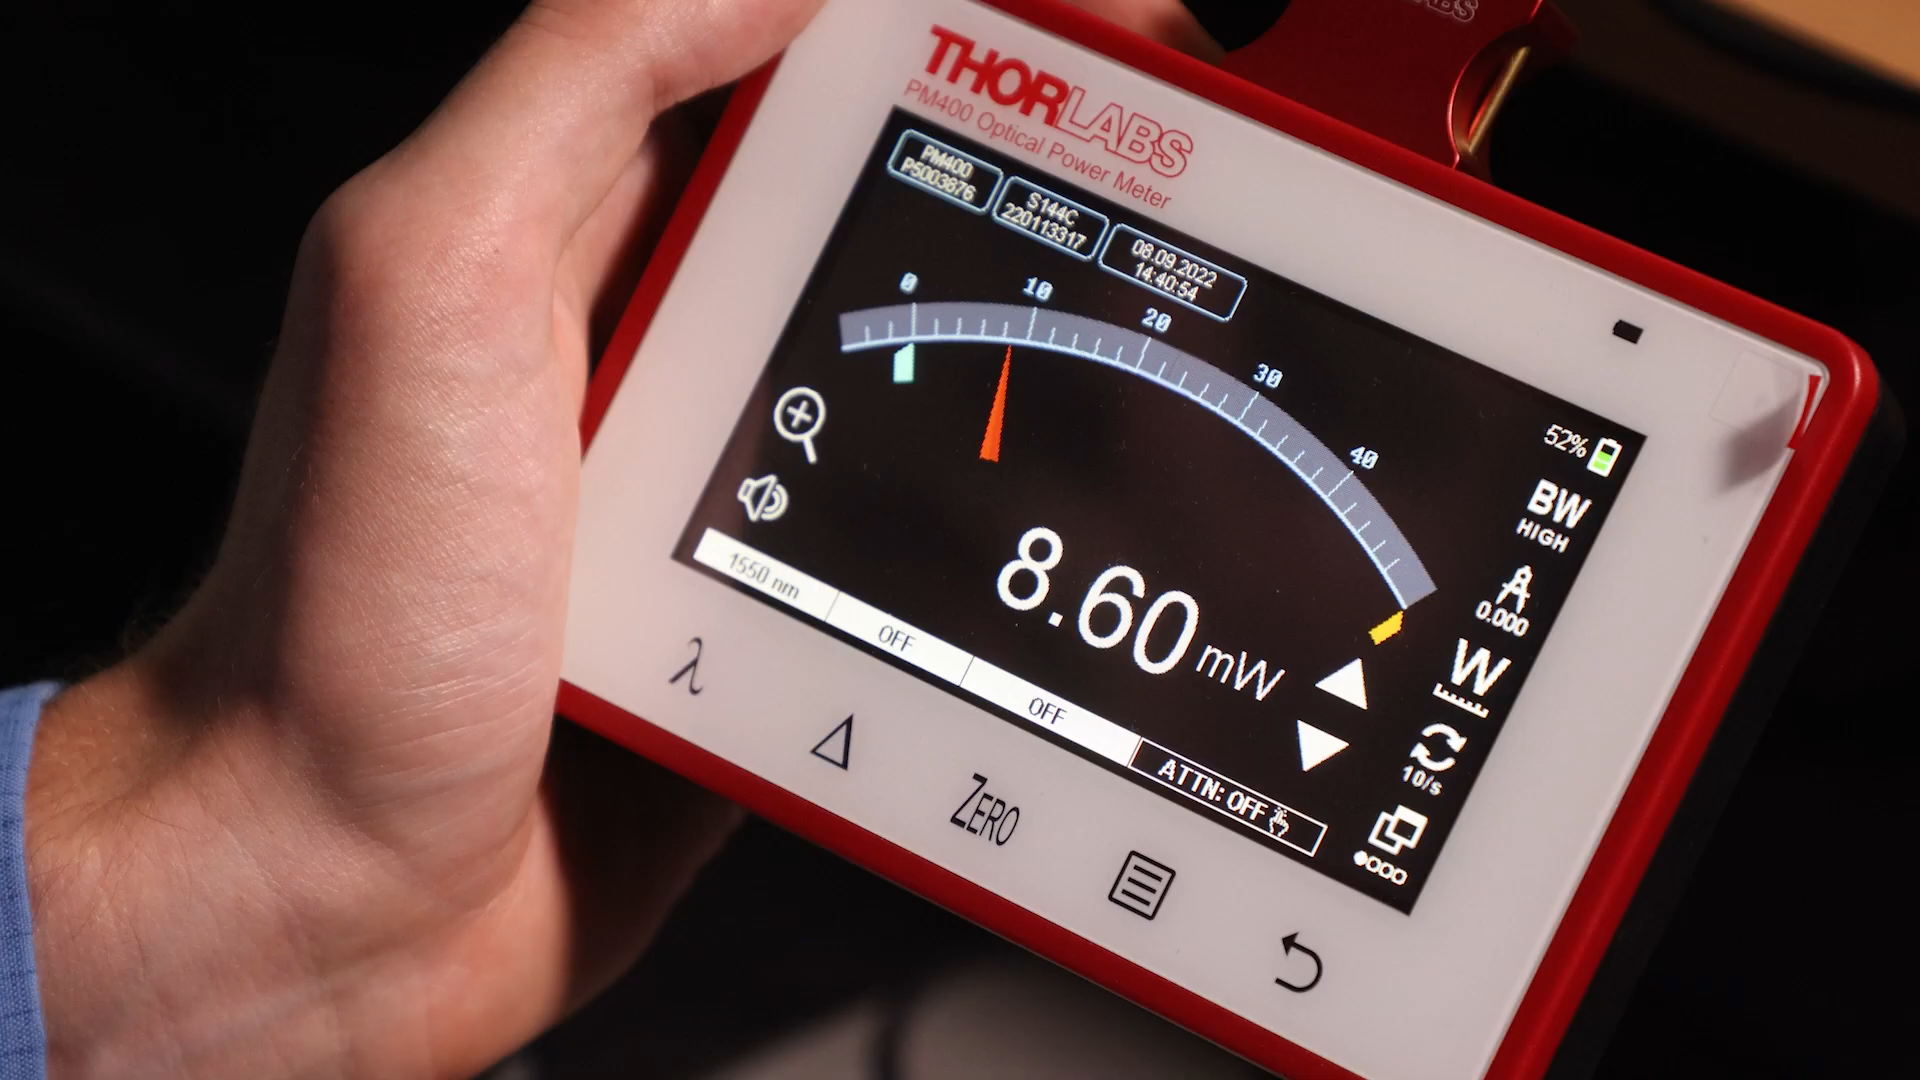 THORLABS
PM400 Optical Power Meter
PM400
P5003876
S144C
220113317
08.09.2022
14:40:54
0
10
20
30
40
52%
BW
HIGH
0.000
W
10/s
8.60 mW
1550 nm
OFF
OFF
ATTN: OFF
λ
Δ
ZERO